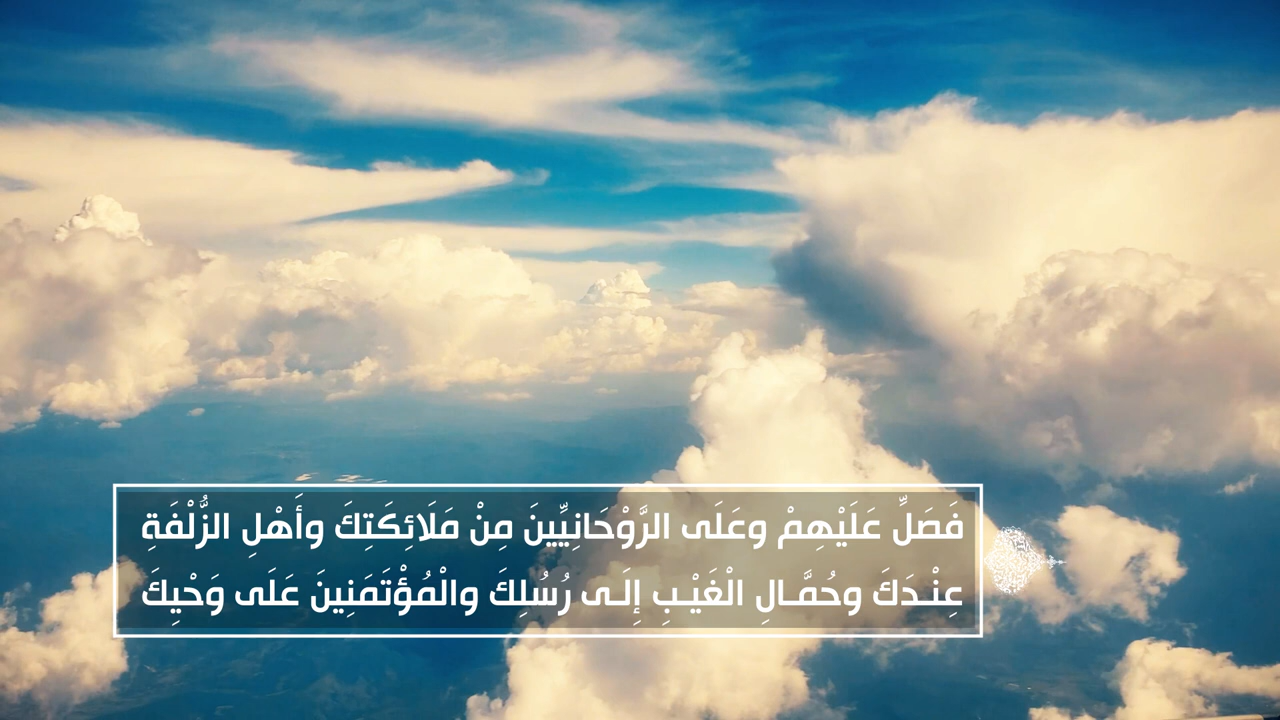 فَصَلِّ عَلَيْهِمْ وعَلَى الرَّوْحَانِيِّينَ مِنْ مَلَائِكَتِكَ وأَهْلِ الزُّلْفَةِ
عِنْـدَكَ وحُمَّـالِ الْغَيْـبِ إِلَـى رُسُلِكَ والْمُؤْتَمَنِينَ عَلَى وَحْيِكَ